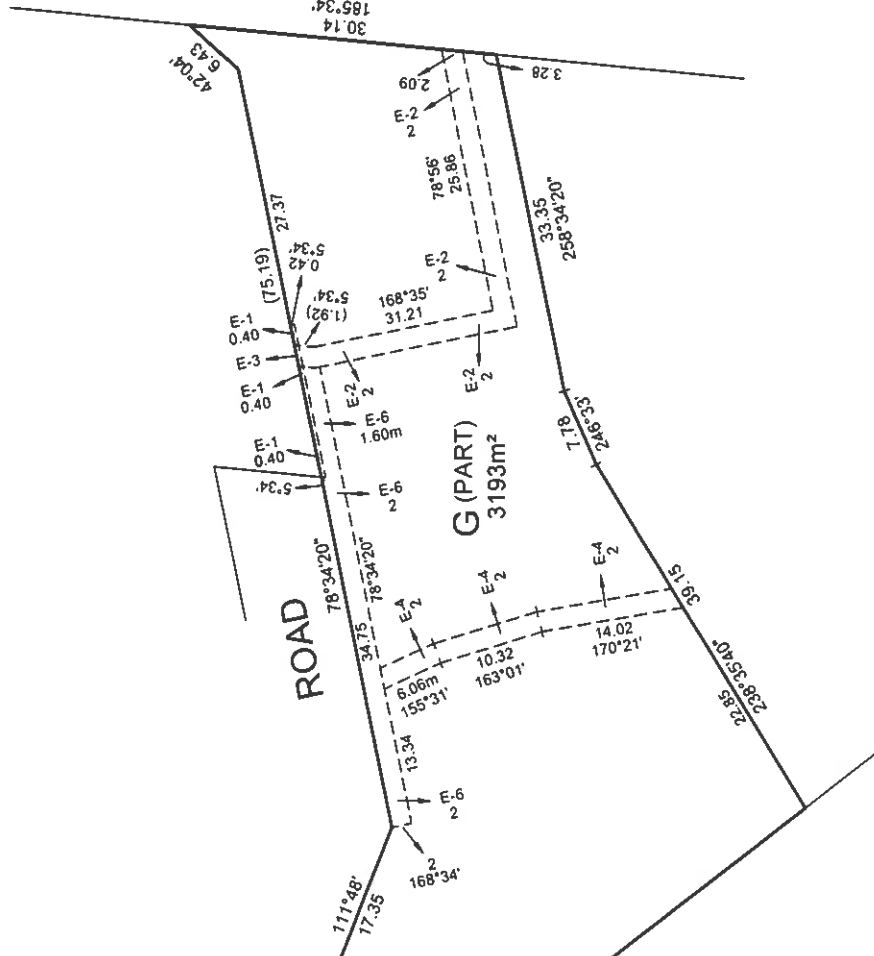 185°34'
30.14
42°04'
6.43
3.28
2.09
E-2
2
78°56'
25.86
27.37
(75.19)
5°34'
0.42
33.35
258°34'20"
E-2
2
5°34'
(1.92)
168°35'
31.21
E-1
0.40
E-3
E-1
0.40
E-2
2
E-2
2
E-6
1.60m
E-1
0.40
7.78
246°33'
G (PART)
3193m²
5°34'
E-6
2
78°34'20"
78°34'20"
ROAD
34.75
E-4
2
E-4
2
E-4
2
39.15
6.06m
155°31'
10.32
163°01'
14.02
170°21'
22.85
238°35'40"
13.34
E-6
2
2
168°34'
111°48'
17.35